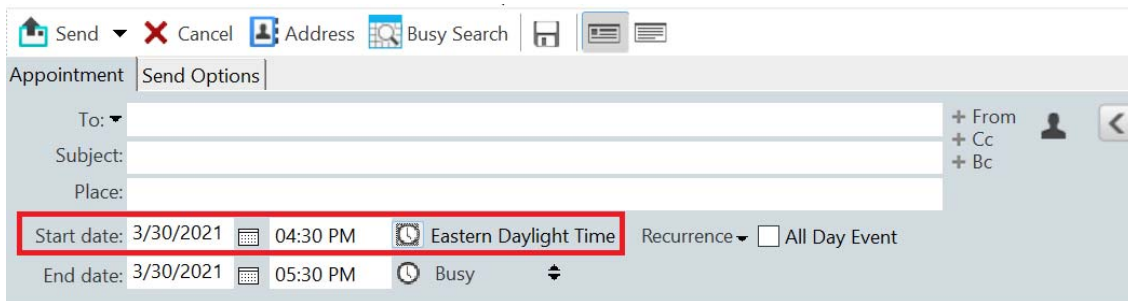 Send Cancel Address Busy Search
Appointment Send Options
To: + From
+ Cc
Subject: + Bc
Place:
Start date: 3/30/2021 04:30 PM Eastern Daylight Time Recurrence All Day Event
End date: 3/30/2021 05:30 PM Busy